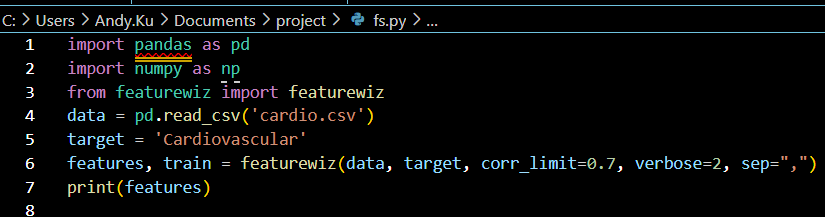 C: > Users > Andy.Ku > Documents > project > fs.py > ...
1 import pandas as pd
2 import numpy as np
3 from featurewiz import featurewiz
4 data = pd.read_csv('cardio.csv')
5 target = 'Cardiovascular'
6 features, train = featurewiz(data, target, corr_limit=0.7, verbose=2, sep=",")
7 print(features)
8